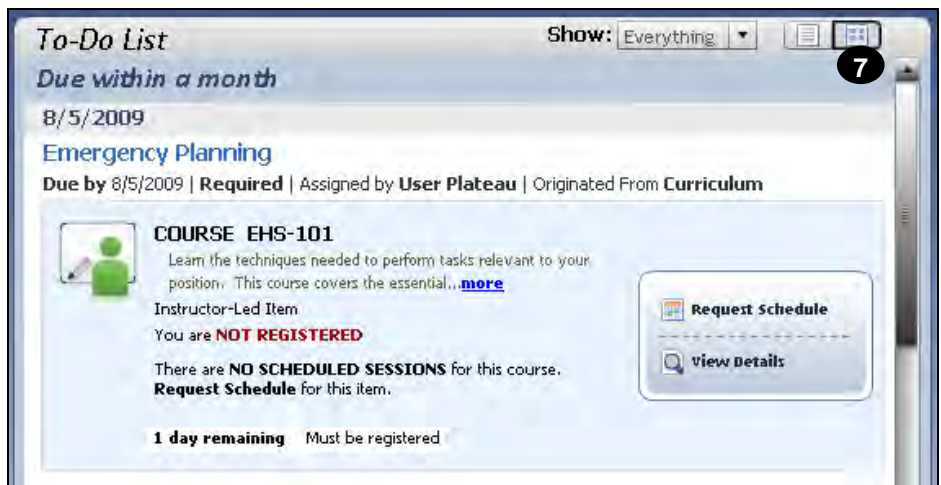 To-Do List Show: Everything
7
Due within a month
8/5/2009
Emergency Planning
Due by 8/5/2009 | Required | Assigned by User Plateau | Originated From Curriculum
COURSE EHS-101
Learn the techniques needed to perform tasks relevant to your
position. This course covers the essential...more
Instructor-Led Item
You are NOT REGISTERED
There are NO SCHEDULED SESSIONS for this course.
Request Schedule for this item.
1 day remaining Must be registered
Request Schedule
View Details